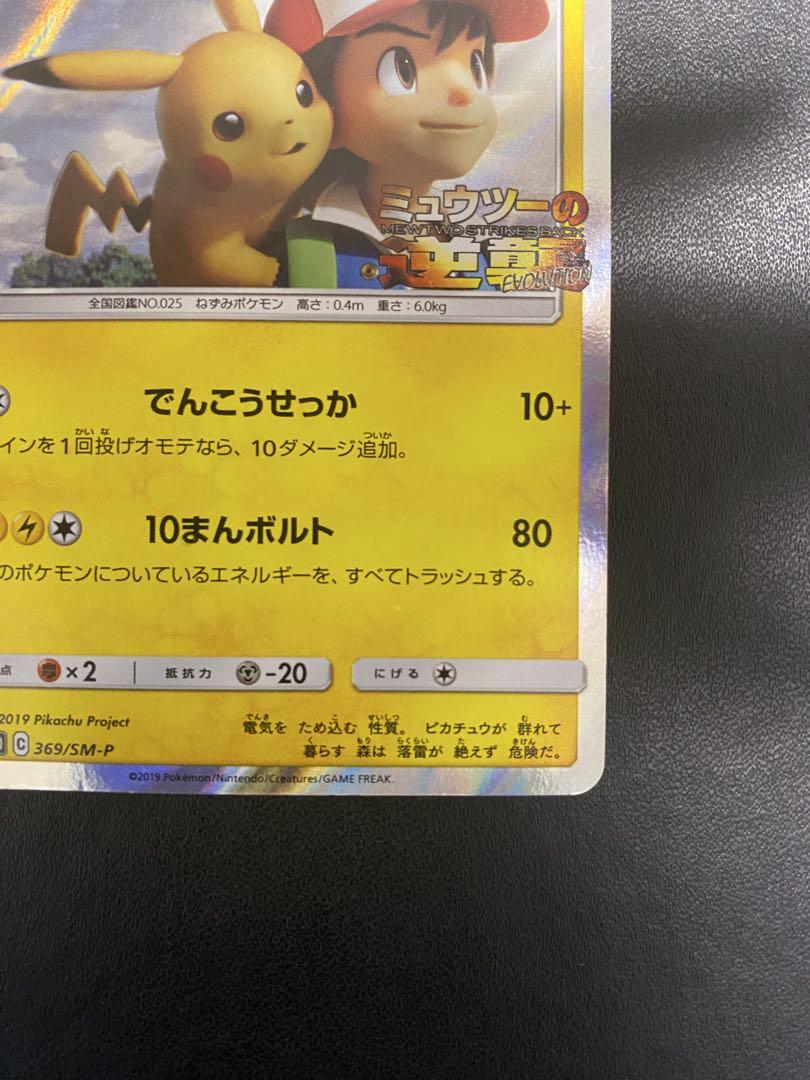 ミュウツーの
MEWTWO STRIKES BACK
逆襲
EVOLUTION
全国図鑑NO.025 ねずみポケモン 高さ：0.4m 重さ：6.0kg
でんこうせっか 10+
インを1回投げオモテなら、10ダメージ追加。
10まんボルト 80
のポケモンについているエネルギーを、すべてトラッシュする。
点 ×2 抵抗力 -20 にげる
2019 Pikachu Project
C 369/SM-P
電気を ため込む 性質。 ピカチュウが 群れて
暮らす 森は 落雷が 絶えず 危険だ。
©2019 Pokémon/Nintendo/Creatures/GAME FREAK.